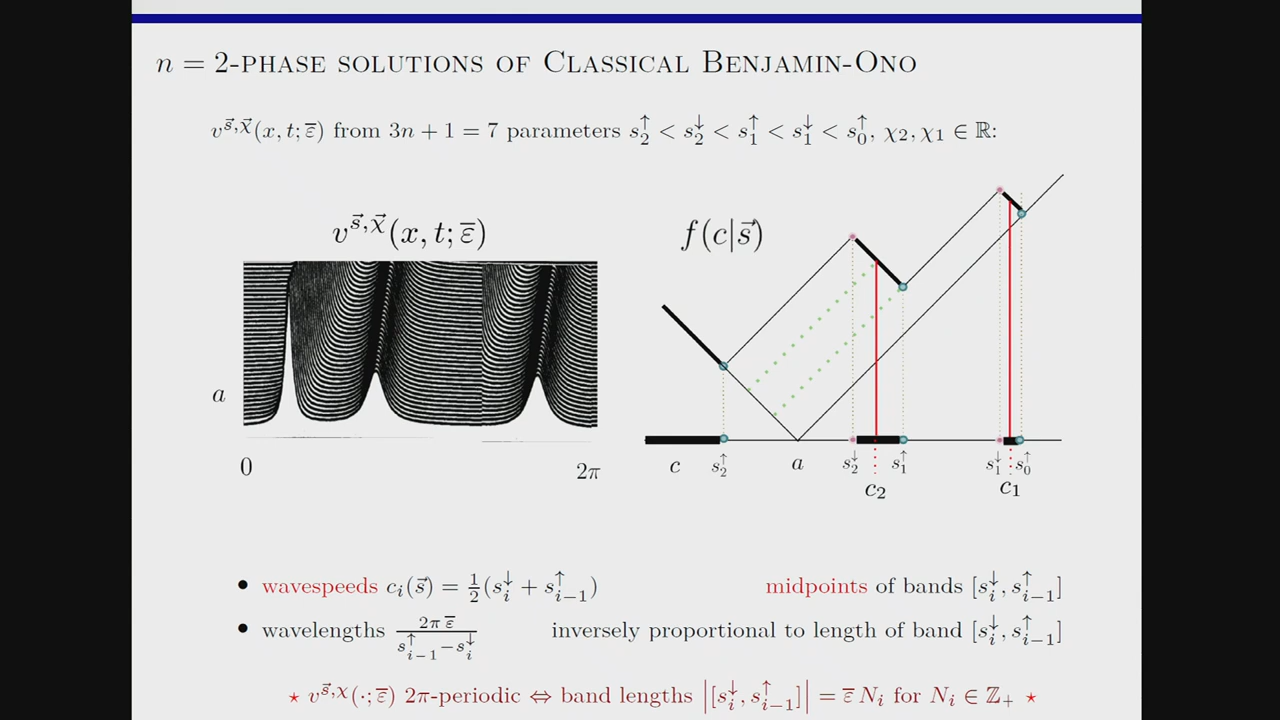 n = 2-PHASE SOLUTIONS OF CLASSICAL BENJAMIN-ONO
v^{s⃗,χ⃗}(x, t; ε̅) from 3n + 1 = 7 parameters s₂^↑ < s₂^↓ < s₁^↑ < s₁^↓ < s₀^↑, χ₂, χ₁ ∈ ℝ:
v^{s⃗,χ⃗}(x, t; ε̅)
f(c|s⃗)
a
0
2π
c s₂^↑ a s₂^↓ s₁^↑ s₁^↓ s₀^↑
c₂ c₁
• wavespeeds c_i(s⃗) = ½(s_i^↓ + s_{i−1}^↑) midpoints of bands [s_i^↓, s_{i−1}^↑]
• wavelengths 2π ε̅ / (s_{i−1}^↑ − s_i^↓) inversely proportional to length of band [s_i^↓, s_{i−1}^↑]
⋆ v^{s⃗,χ}(·; ε̅) 2π-periodic ⇔ band lengths |[s_i^↓, s_{i−1}^↑]| = ε̅ N_i for N_i ∈ ℤ₊ ⋆